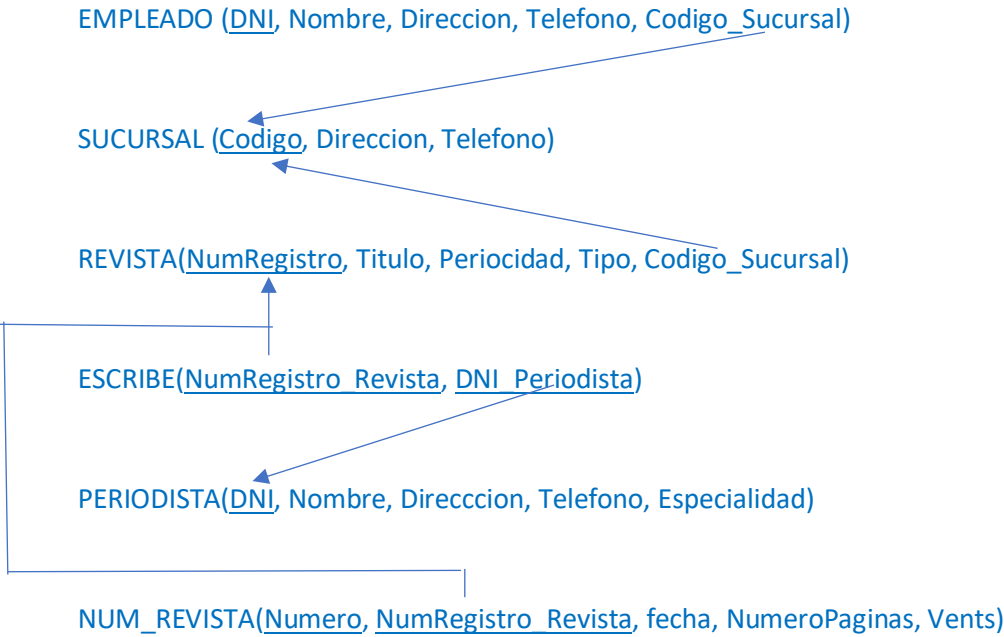 EMPLEADO (DNI, Nombre, Direccion, Telefono, Codigo_Sucursal)
SUCURSAL (Codigo, Direccion, Telefono)
REVISTA(NumRegistro, Titulo, Periocidad, Tipo, Codigo_Sucursal)
ESCRIBE(NumRegistro_Revista, DNI_Periodista)
PERIODISTA(DNI, Nombre, Direcccion, Telefono, Especialidad)
NUM_REVISTA(Numero, NumRegistro_Revista, fecha, NumeroPaginas, Vents)